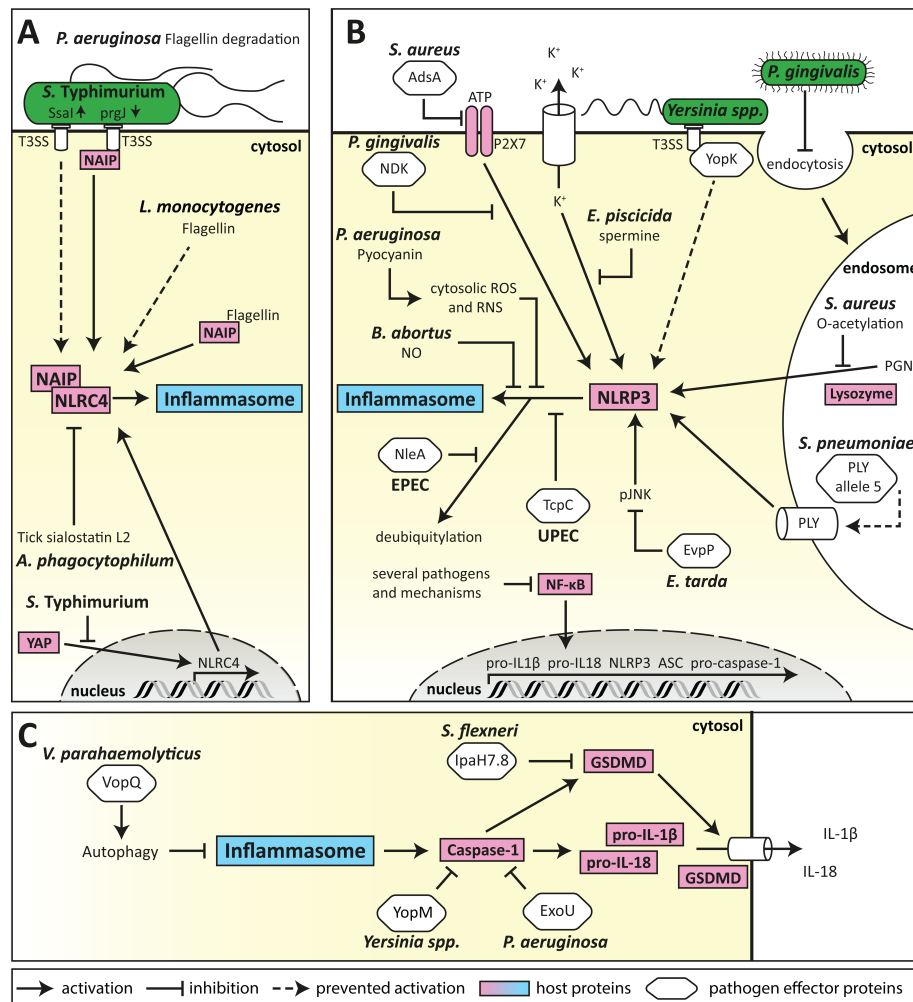 A
P. aeruginosa Flagellin degradation
S. Typhimurium
SsaI prgJ
T3SS T3SS
cytosol
NAIP
L. monocytogenes
Flagellin
Flagellin
NAIP
NAIP
NLRC4
Inflammasome
Tick sialostatin L2
A. phagocytophilum
S. Typhimurium
YAP
NLRC4
nucleus
B
S. aureus
AdsA
ATP
P2X7
K+
K+
K+
K+
K+
Yersinia spp.
T3SS
YopK
P. gingivalis
endocytosis
cytosol
P. gingivalis
NDK
P. aeruginosa
Pyocyanin
cytosolic ROS
and RNS
B. abortus
NO
E. piscicida
spermine
endosome
S. aureus
O-acetylation
PGN
Lysozyme
Inflammasome
NLRP3
S. pneumoniae
PLY
allele 5
PLY
NleA
EPEC
deubiquitylation
TcpC
UPEC
pJNK
EvpP
E. tarda
several pathogens
and mechanisms
NF-κB
pro-IL1β pro-IL18 NLRP3 ASC pro-caspase-1
nucleus
C
cytosol
V. parahaemolyticus
VopQ
Autophagy
Inflammasome
S. flexneri
IpaH7.8
GSDMD
Caspase-1
pro-IL-1β
pro-IL-18
GSDMD
IL-1β
IL-18
YopM
Yersinia spp.
ExoU
P. aeruginosa
activation inhibition prevented activation host proteins pathogen effector proteins